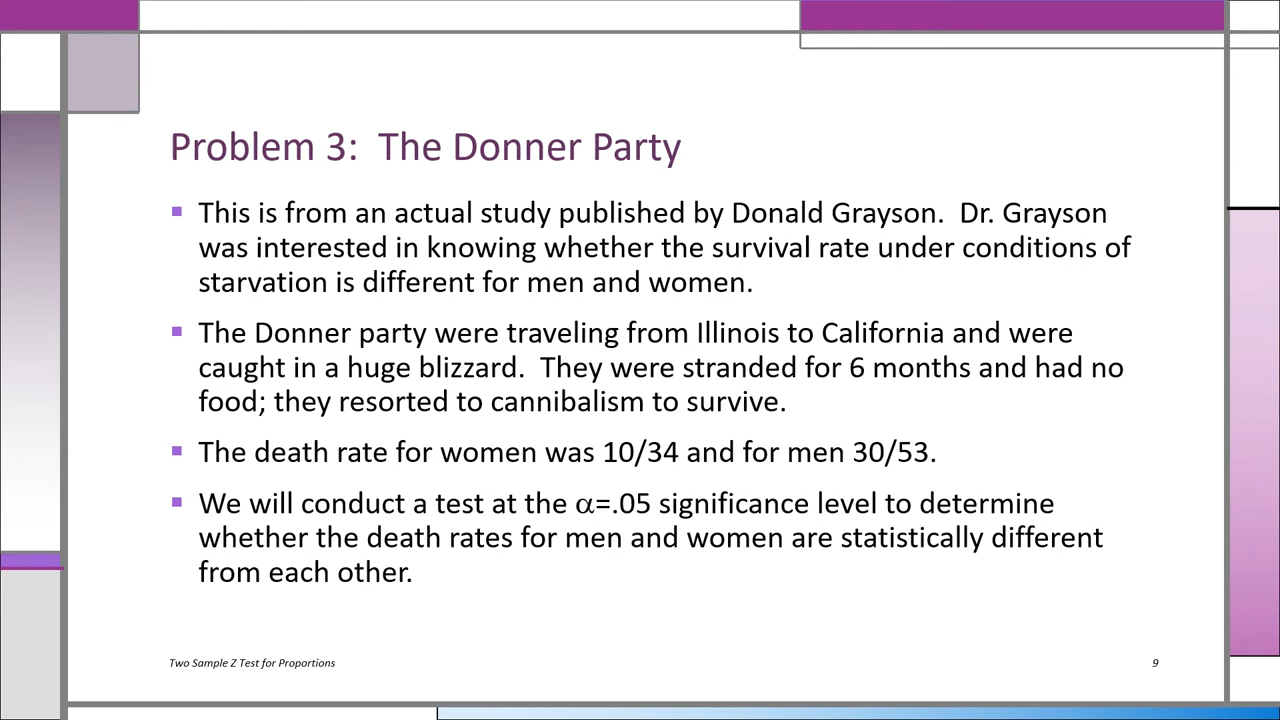 Problem 3:  The Donner Party
▪ This is from an actual study published by Donald Grayson.  Dr. Grayson
was interested in knowing whether the survival rate under conditions of
starvation is different for men and women.
▪ The Donner party were traveling from Illinois to California and were
caught in a huge blizzard.  They were stranded for 6 months and had no
food; they resorted to cannibalism to survive.
▪ The death rate for women was 10/34 and for men 30/53.
▪ We will conduct a test at the α=.05 significance level to determine
whether the death rates for men and women are statistically different
from each other.
Two Sample Z Test for Proportions
9